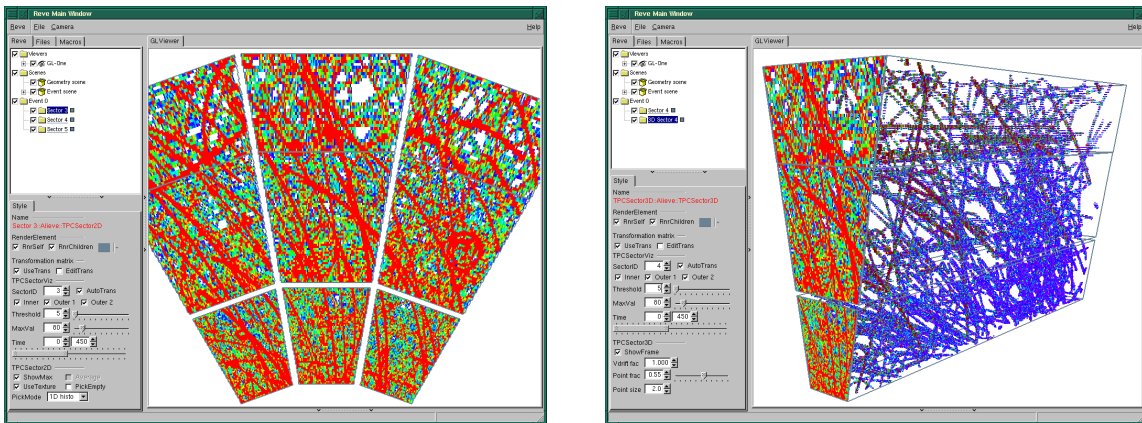 Reve Main Window
Reve File Camera Help
Reve Files Macros GLViewer
Viewers
GL-One
Scenes
Geometry scene
Event scene
Event 0
Sector 3
Sector 4
Sector 5
Style
Name
Sector 3::Alieve::TPCSector2D
RenderElement
RnrSelf RnrChildren
Transformation matrix
UseTrans EditTrans
TPCSectorViz
SectorID 3 AutoTrans
Inner Outer 1 Outer 2
Threshold 5
MaxVal 80
Time 0 450
TPCSector2D
ShowMax Average
UseTexture PickEmpty
PickMode 1D histo
Reve Main Window
Reve File Camera Help
Reve Files Macros GLViewer
Viewers
GL-One
Scenes
Geometry scene
Event scene
Event 0
Sector 4
3D Sector 4
Style
Name
TPCSector3D::Alieve::TPCSector3D
RenderElement
RnrSelf RnrChildren
Transformation matrix
UseTrans EditTrans
TPCSectorViz
SectorID 4 AutoTrans
Inner Outer 1 Outer 2
Threshold 5
MaxVal 80
Time 0 450
TPCSector3D
ShowFrame
Vdrift fac 1.000
Point frac 0.55
Point size 2.0